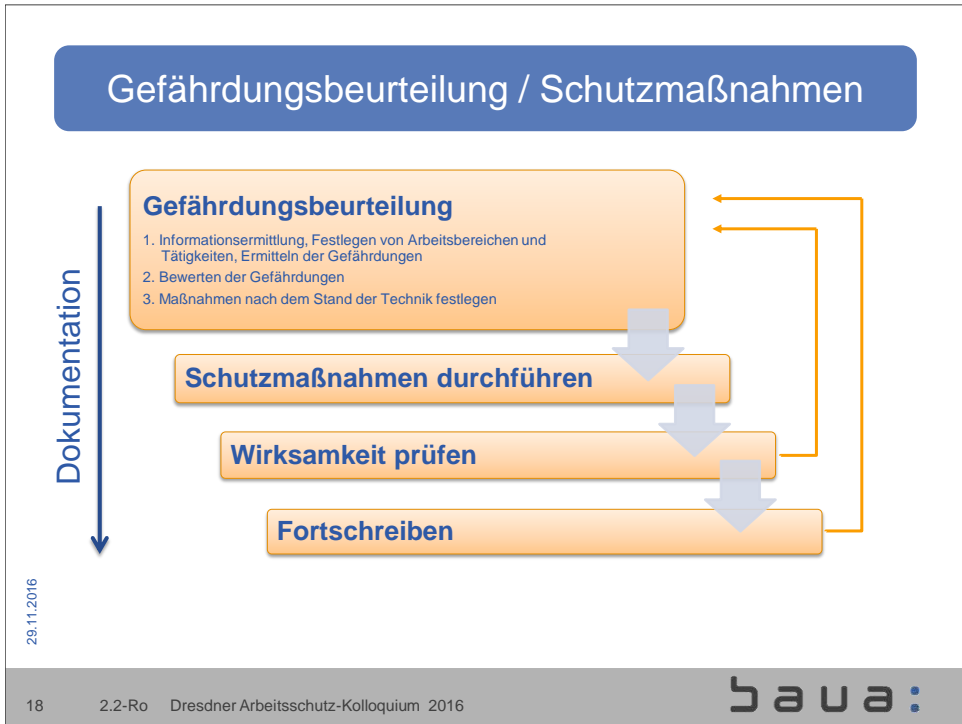 Gefährdungsbeurteilung / Schutzmaßnahmen
Gefährdungsbeurteilung
1. Informationsermittlung, Festlegen von Arbeitsbereichen und
Tätigkeiten, Ermitteln der Gefährdungen
2. Bewerten der Gefährdungen
3. Maßnahmen nach dem Stand der Technik festlegen
Dokumentation
Schutzmaßnahmen durchführen
Wirksamkeit prüfen
Fortschreiben
29.11.2016
18 2.2-Ro Dresdner Arbeitsschutz-Kolloquium 2016
baua: